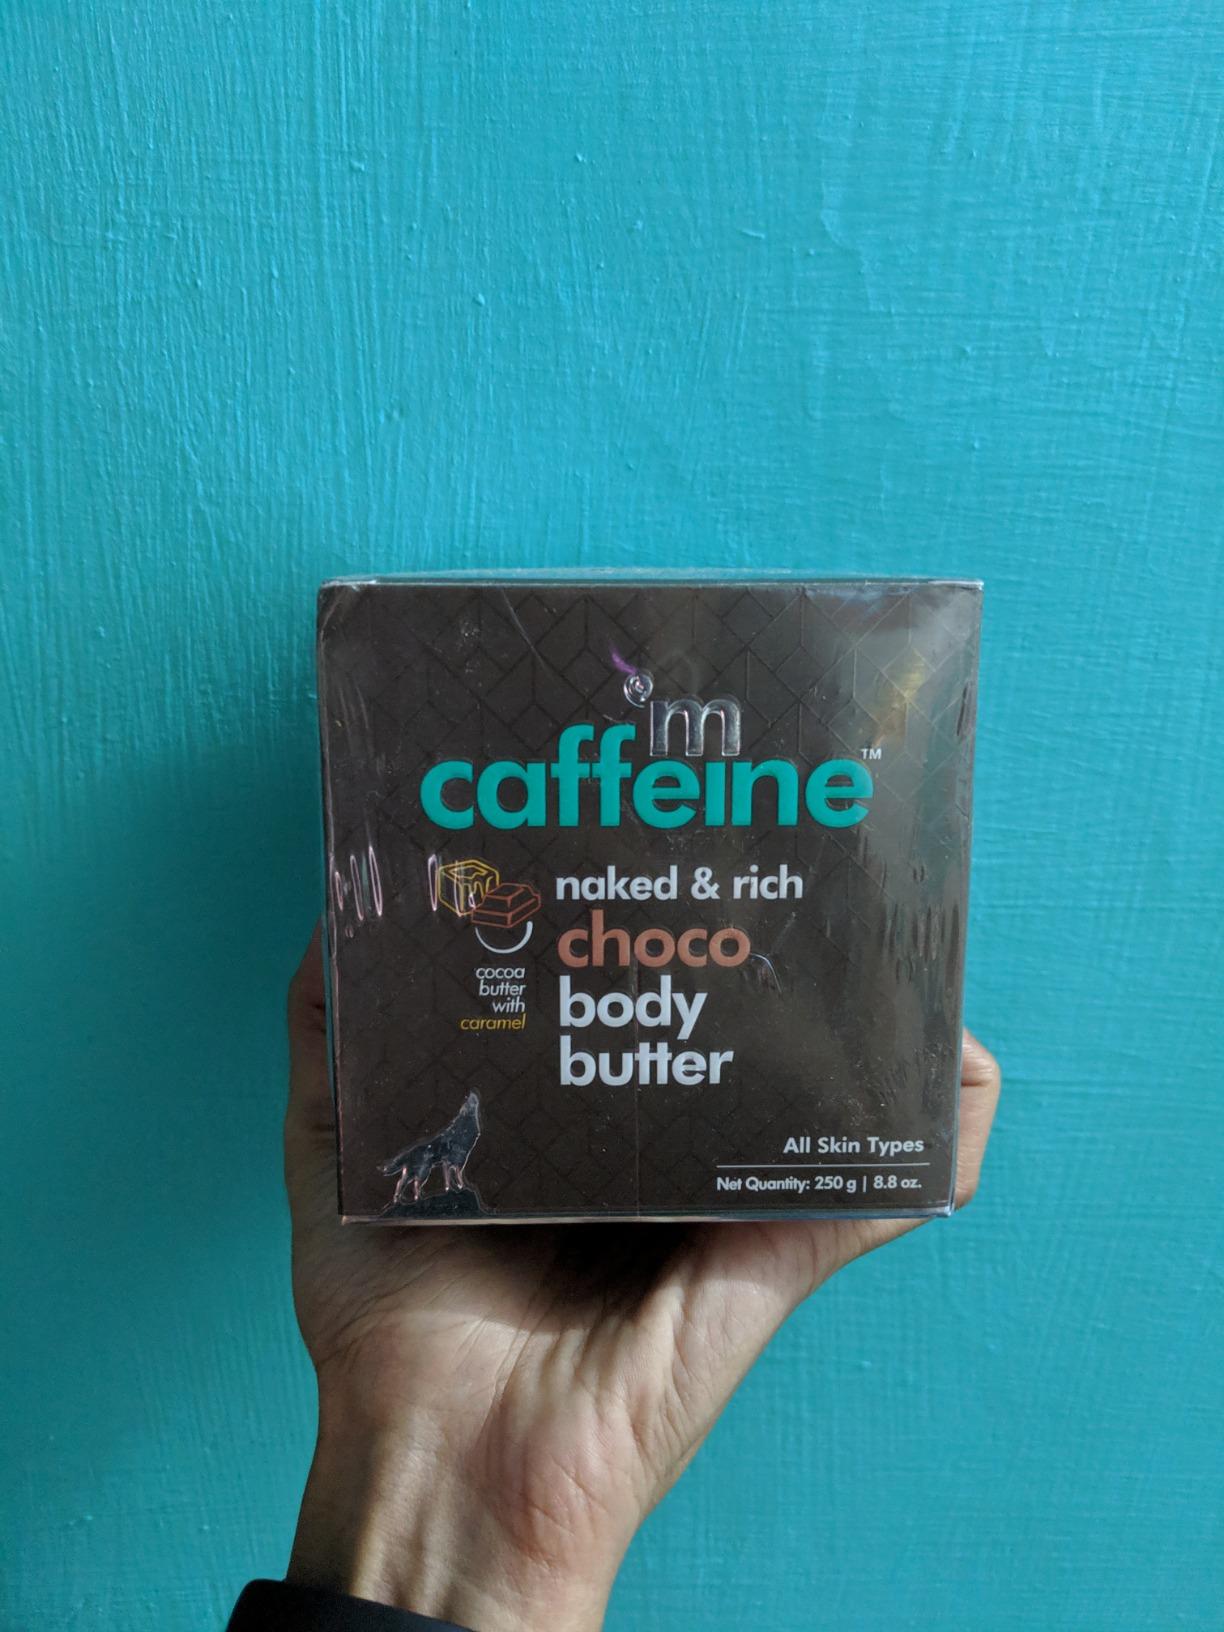 m
caffeine™
naked & rich
choco
body
butter
cocoa
butter
with
caramel
All Skin Types
Net Quantity: 250 g | 8.8 oz.